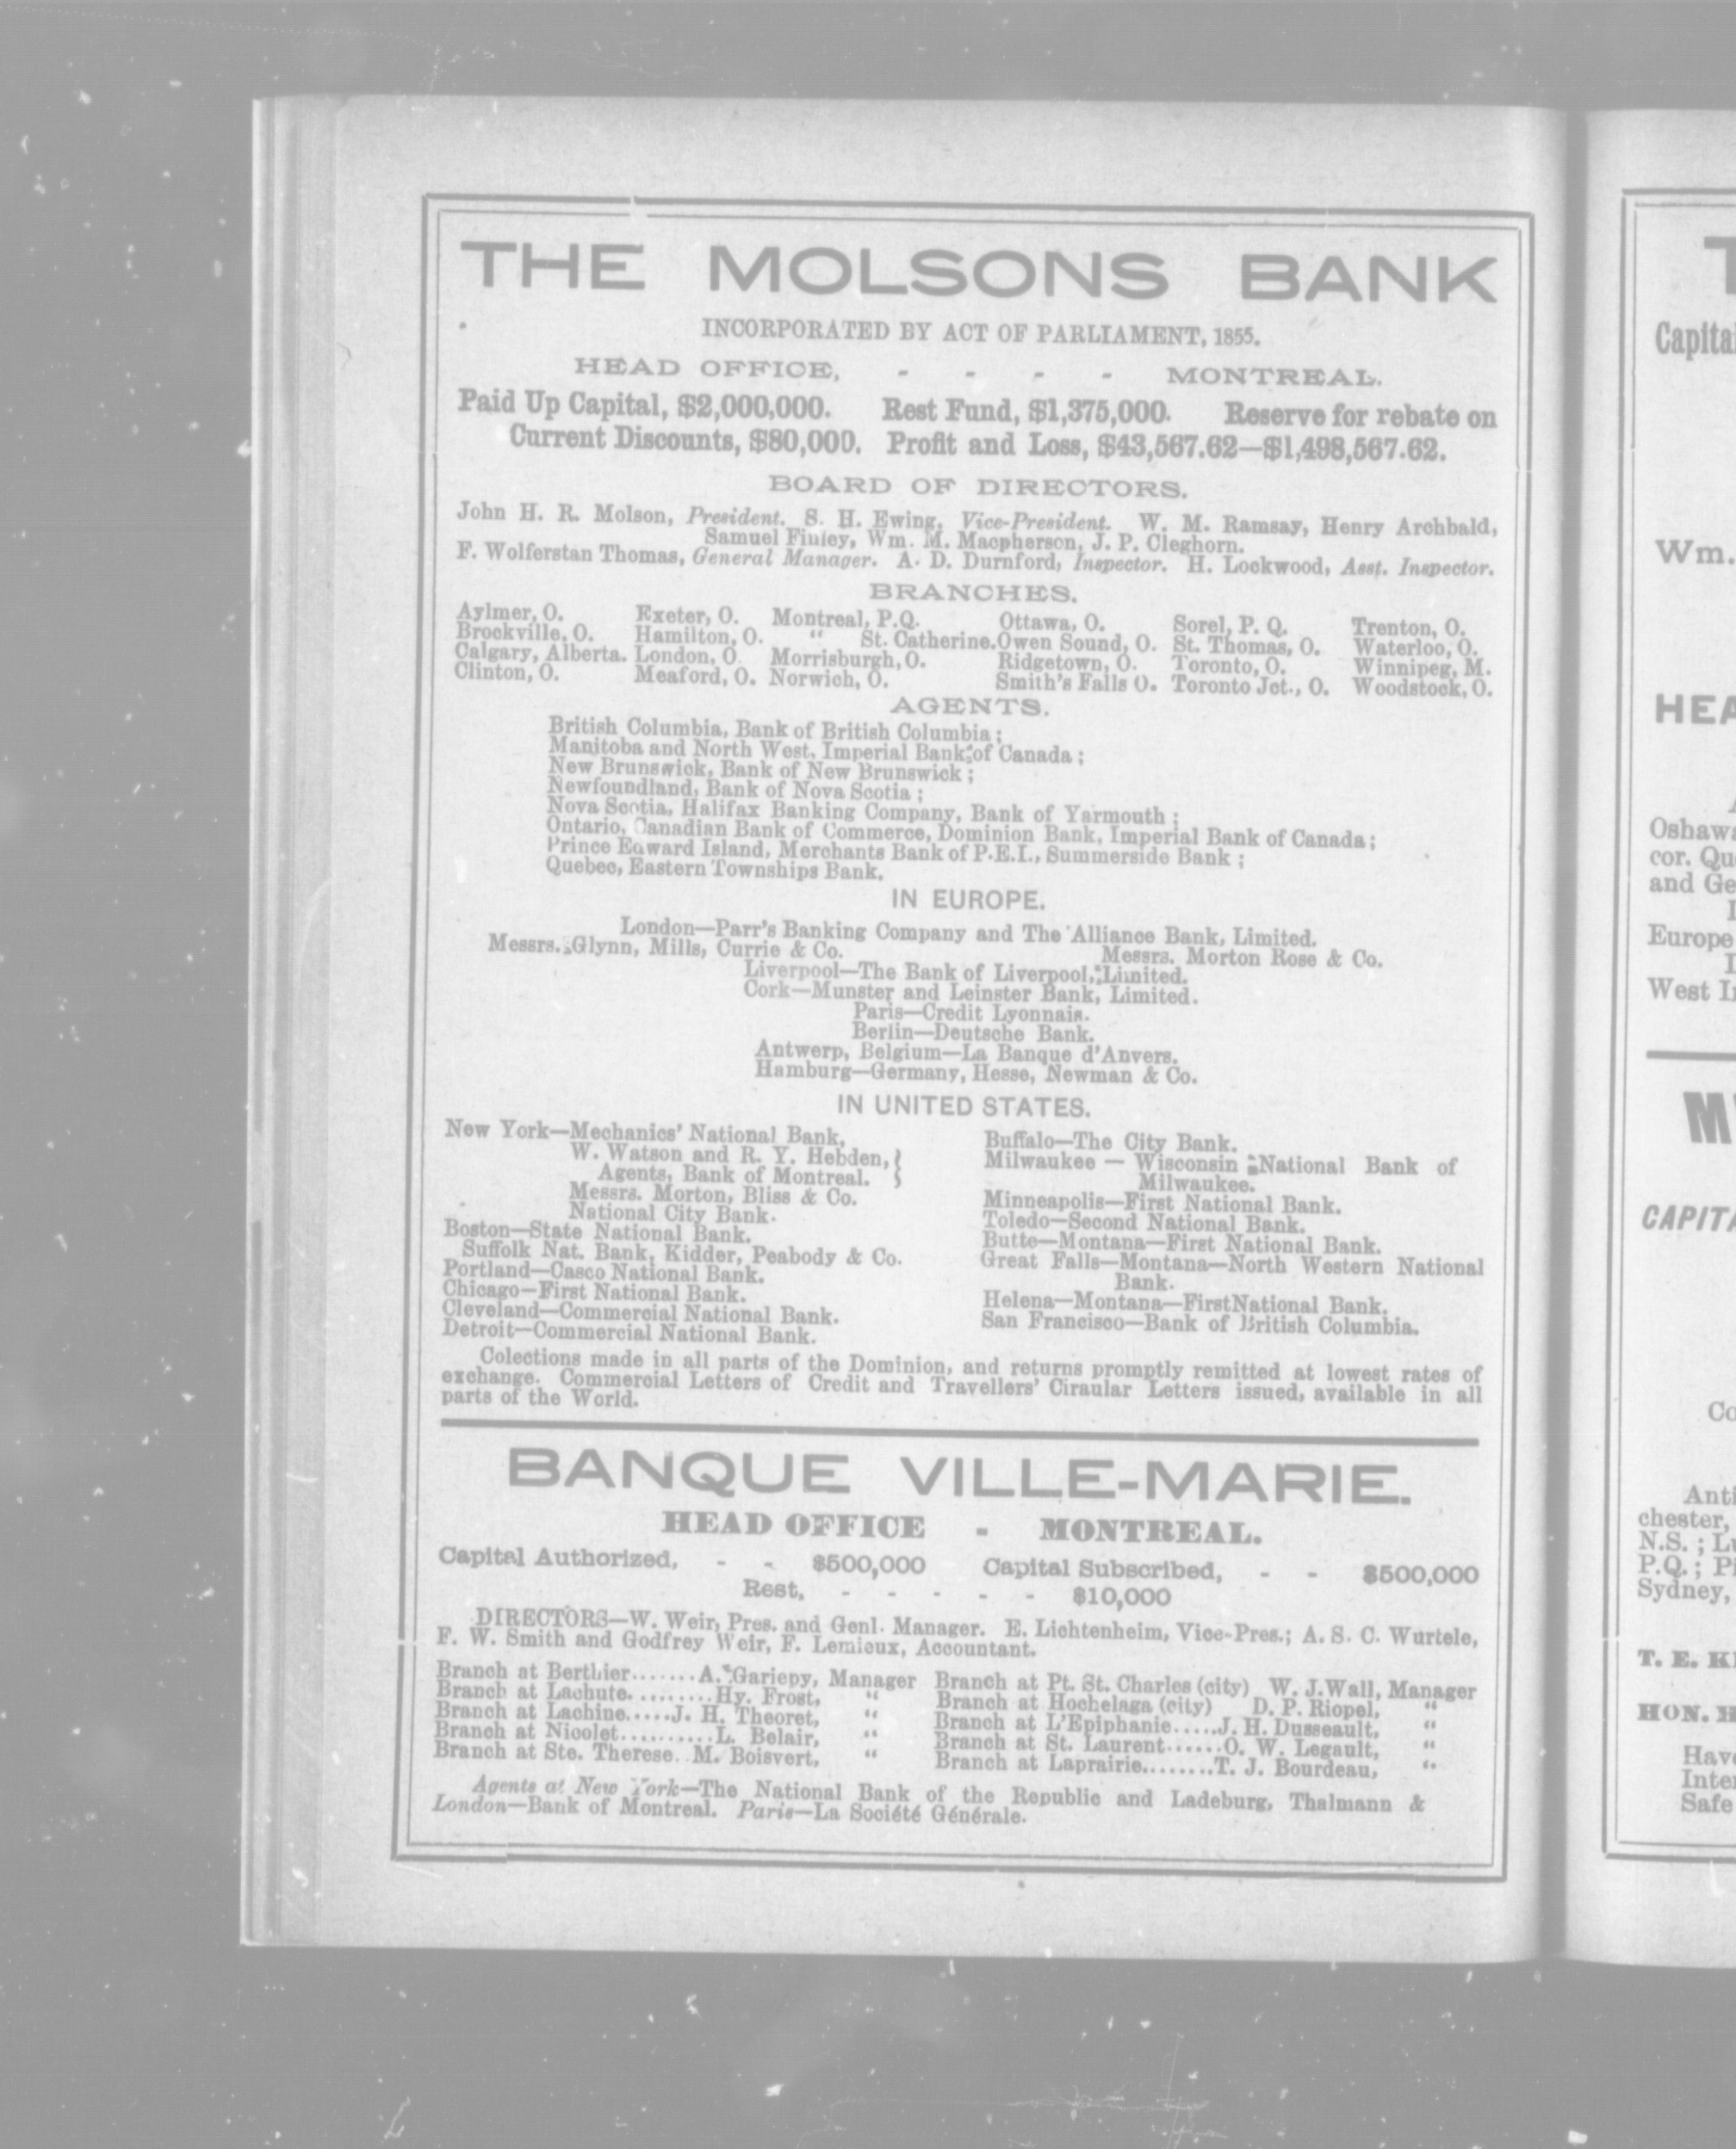 THE MOLSONS BANK
INCORPORATED BY ACT OF PARLIAMENT, 1855.
HEAD OFFICE, - - - - MONTREAL.
Paid Up Capital, $2,000,000. Rest Fund, $1,375,000. Reserve for rebate on
Current Discounts, $80,000. Profit and Loss, $43,567.62—$1,498,567.62.
BOARD OF DIRECTORS.
John H. R. Molson, President. S. H. Ewing, Vice-President. W. M. Ramsay, Henry Archbald,
Samuel Finley, Wm. M. Macpherson, J. P. Cleghorn.
F. Wolferstan Thomas, General Manager. A. D. Durnford, Inspector. H. Lockwood, Asst. Inspector.
BRANCHES.
Aylmer, O. Exeter, O. Montreal, P.Q. Ottawa, O. Sorel, P. Q. Trenton, O.
Brockville, O. Hamilton, O. “ St. Catherine. Owen Sound, O. St. Thomas, O. Waterloo, O.
Calgary, Alberta. London, O. Morrisburgh, O. Ridgetown, O. Toronto, O. Winnipeg, M.
Clinton, O. Meaford, O. Norwich, O. Smith's Falls O. Toronto Jct., O. Woodstock, O.
AGENTS.
British Columbia, Bank of British Columbia;
Manitoba and North West, Imperial Bank of Canada;
New Brunswick, Bank of New Brunswick;
Newfoundland, Bank of Nova Scotia;
Nova Scotia, Halifax Banking Company, Bank of Yarmouth;
Ontario, Canadian Bank of Commerce, Dominion Bank, Imperial Bank of Canada;
Prince Edward Island, Merchants Bank of P.E.I., Summerside Bank;
Quebec, Eastern Townships Bank.
IN EUROPE.
London—Parr's Banking Company and The Alliance Bank, Limited.
Messrs. Glynn, Mills, Currie & Co. Messrs. Morton Rose & Co.
Liverpool—The Bank of Liverpool, Limited.
Cork—Munster and Leinster Bank, Limited.
Paris—Credit Lyonnais.
Berlin—Deutsche Bank.
Antwerp, Belgium—La Banque d'Anvers.
Hamburg—Germany, Hesse, Newman & Co.
IN UNITED STATES.
New York—Mechanics' National Bank,
W. Watson and R. Y. Hebden, }
Agents, Bank of Montreal.
Messrs. Morton, Bliss & Co.
National City Bank.
Boston—State National Bank.
Suffolk Nat. Bank, Kidder, Peabody & Co.
Portland—Casco National Bank.
Chicago—First National Bank.
Cleveland—Commercial National Bank.
Detroit—Commercial National Bank.
Buffalo—The City Bank.
Milwaukee — Wisconsin National Bank of
Milwaukee.
Minneapolis—First National Bank.
Toledo—Second National Bank.
Butte—Montana—First National Bank.
Great Falls—Montana—North Western National
Bank.
Helena—Montana—FirstNational Bank.
San Francisco—Bank of British Columbia.
Colections made in all parts of the Dominion, and returns promptly remitted at lowest rates of
exchange. Commercial Letters of Credit and Travellers' Ciraular Letters issued, available in all
parts of the World.
BANQUE VILLE-MARIE.
HEAD OFFICE - MONTREAL.
Capital Authorized, - - $500,000 Capital Subscribed, - - $500,000
Rest, - - - - - $10,000
DIRECTORS—W. Weir, Pres. and Genl. Manager. E. Lichtenheim, Vice-Pres.; A. S. C. Wurtele,
F. W. Smith and Godfrey Weir, F. Lemieux, Accountant.
Branch at Berthier.......A. Gariepy, Manager Branch at Pt. St. Charles (city) W. J. Wall, Manager
Branch at Lachute.........Hy. Frost, “ Branch at Hochelaga (city) D. P. Riopel, “
Branch at Lachine.....J. H. Theoret, “ Branch at L'Epiphanie.....J. H. Dusseault, “
Branch at Nicolet..........L. Belair, “ Branch at St. Laurent......O. W. Legault, “
Branch at Ste. Therese..M. Boisvert, “ Branch at Laprairie........T. J. Bourdeau, “
Agents at New York—The National Bank of the Republic and Ladeburg, Thalmann &
London—Bank of Montreal. Paris—La Société Générale.
Wm.
Oshawa
cor.
and
Europe
West
T. E.
HON.
Safe